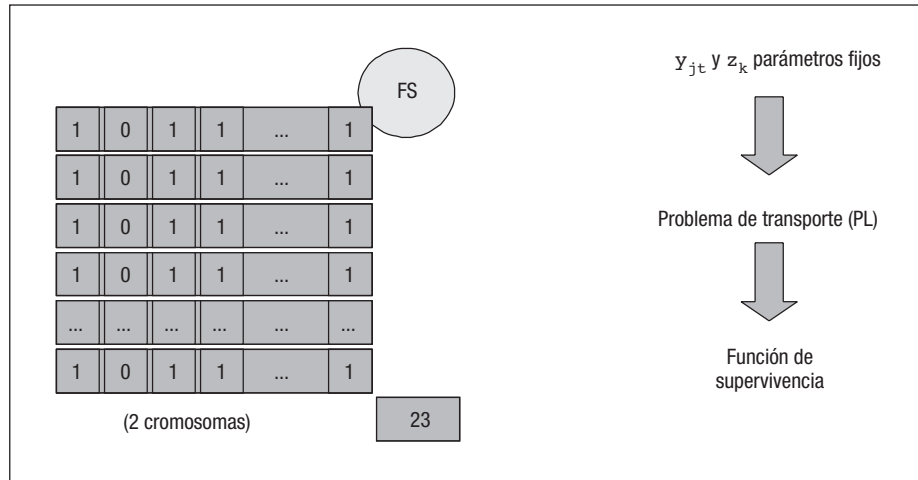 FS
1 0 1 1 ... 1
1 0 1 1 ... 1
1 0 1 1 ... 1
1 0 1 1 ... 1
... ... ... ... ... ...
1 0 1 1 ... 1
(2 cromosomas)
23
y_jt y z_k parámetros fijos
Problema de transporte (PL)
Función de
supervivencia